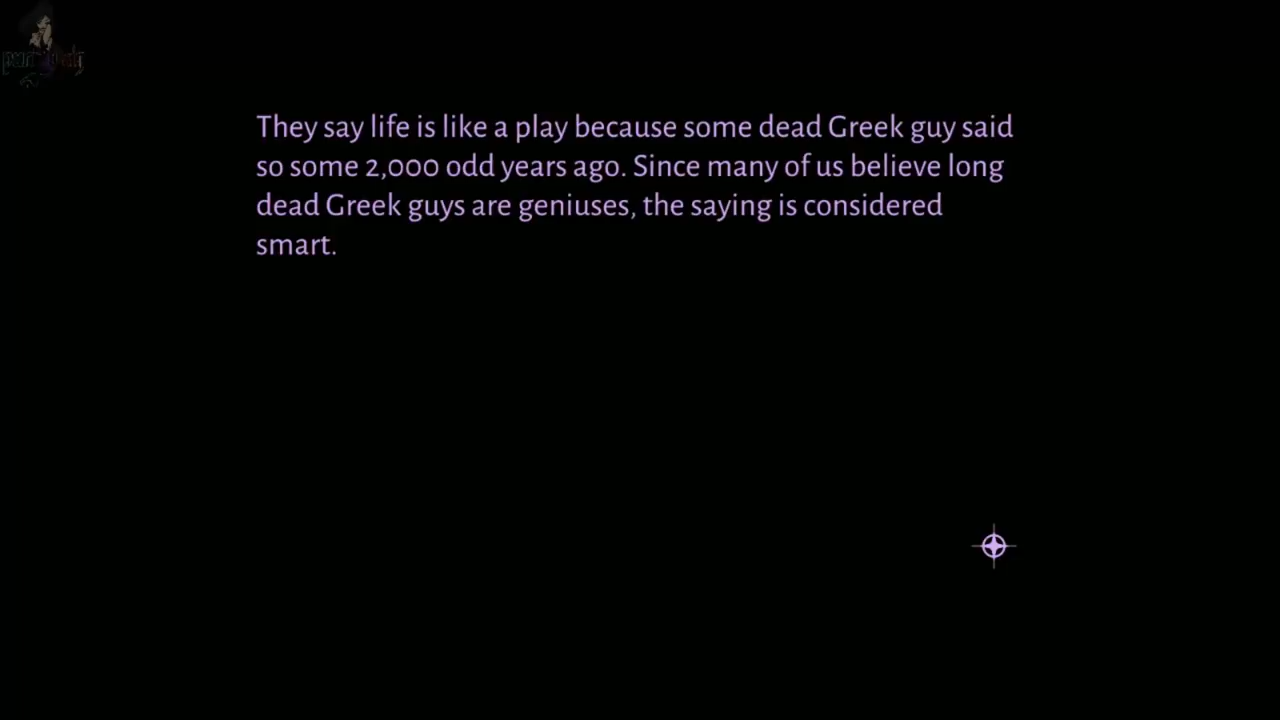 They say life is like a play because some dead Greek guy said
so some 2,000 odd years ago. Since many of us believe long
dead Greek guys are geniuses, the saying is considered
smart.